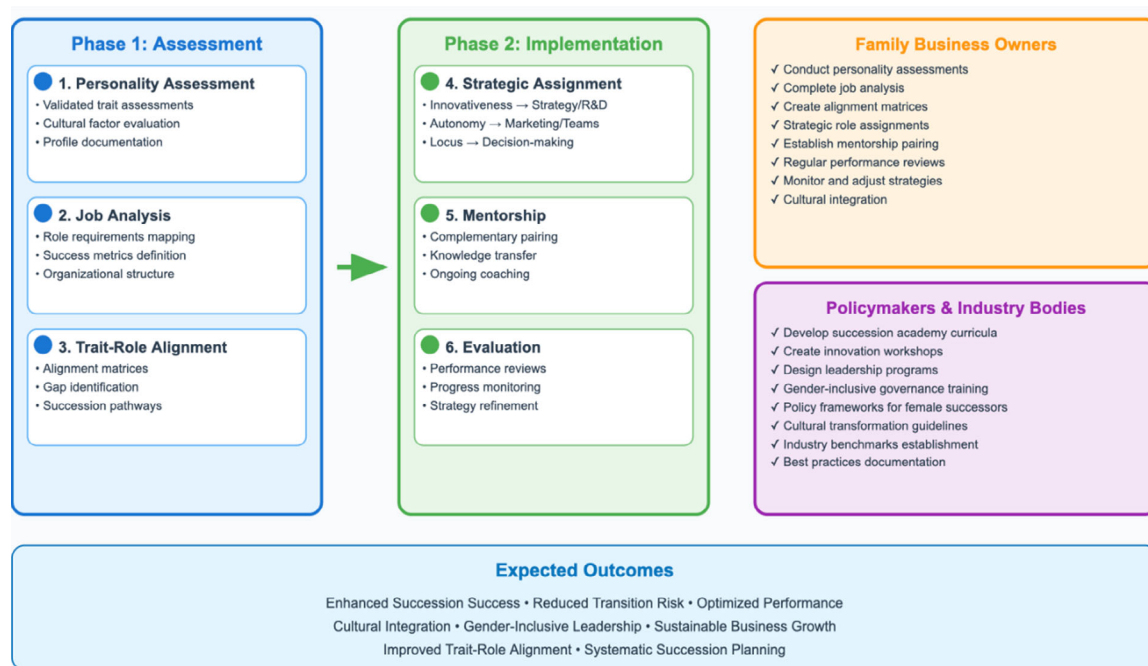 Phase 1: Assessment
1. Personality Assessment
• Validated trait assessments
• Cultural factor evaluation
• Profile documentation
2. Job Analysis
• Role requirements mapping
• Success metrics definition
• Organizational structure
3. Trait-Role Alignment
• Alignment matrices
• Gap identification
• Succession pathways
Phase 2: Implementation
4. Strategic Assignment
• Innovativeness → Strategy/R&D
• Autonomy → Marketing/Teams
• Locus → Decision-making
5. Mentorship
• Complementary pairing
• Knowledge transfer
• Ongoing coaching
6. Evaluation
• Performance reviews
• Progress monitoring
• Strategy refinement
Family Business Owners
✓ Conduct personality assessments
✓ Complete job analysis
✓ Create alignment matrices
✓ Strategic role assignments
✓ Establish mentorship pairing
✓ Regular performance reviews
✓ Monitor and adjust strategies
✓ Cultural integration
Policymakers & Industry Bodies
✓ Develop succession academy curricula
✓ Create innovation workshops
✓ Design leadership programs
✓ Gender-inclusive governance training
✓ Policy frameworks for female successors
✓ Cultural transformation guidelines
✓ Industry benchmarks establishment
✓ Best practices documentation
Expected Outcomes
Enhanced Succession Success • Reduced Transition Risk • Optimized Performance
Cultural Integration • Gender-Inclusive Leadership • Sustainable Business Growth
Improved Trait-Role Alignment • Systematic Succession Planning